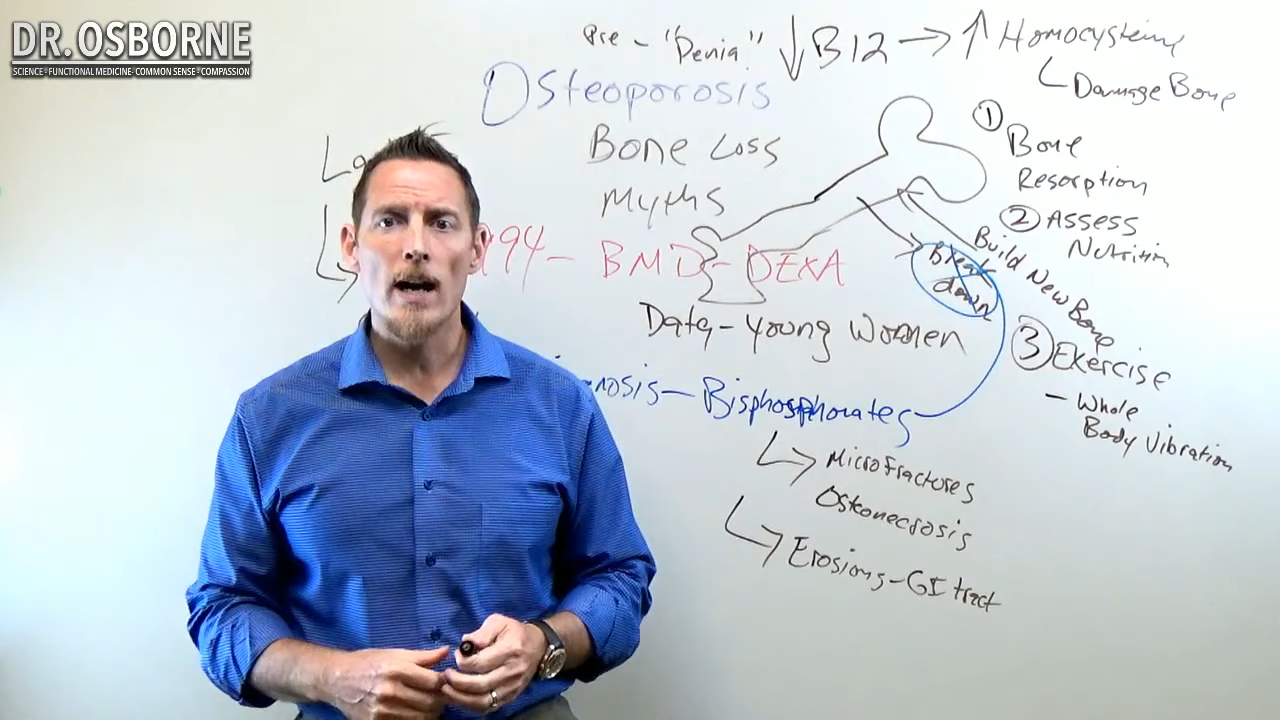 DR. OSBORNE
SCIENCE - FUNCTIONAL MEDICINE - COMMON SENSE - COMPASSION
Pre - "Penia" ↓ B12 → ↑ Homocysteine
Damage Bone
Osteoporosis
Bone Loss
Myths
94 - BMD - DEXA
Data - Young Women
nosis - Bisphosphonates
Microfractures
Osteonecrosis
Erosions - GI tract
Break down
Build New Bone
① Bone
Resorption
② Assess
Nutrition
③ Exercise
- Whole
Body Vibration